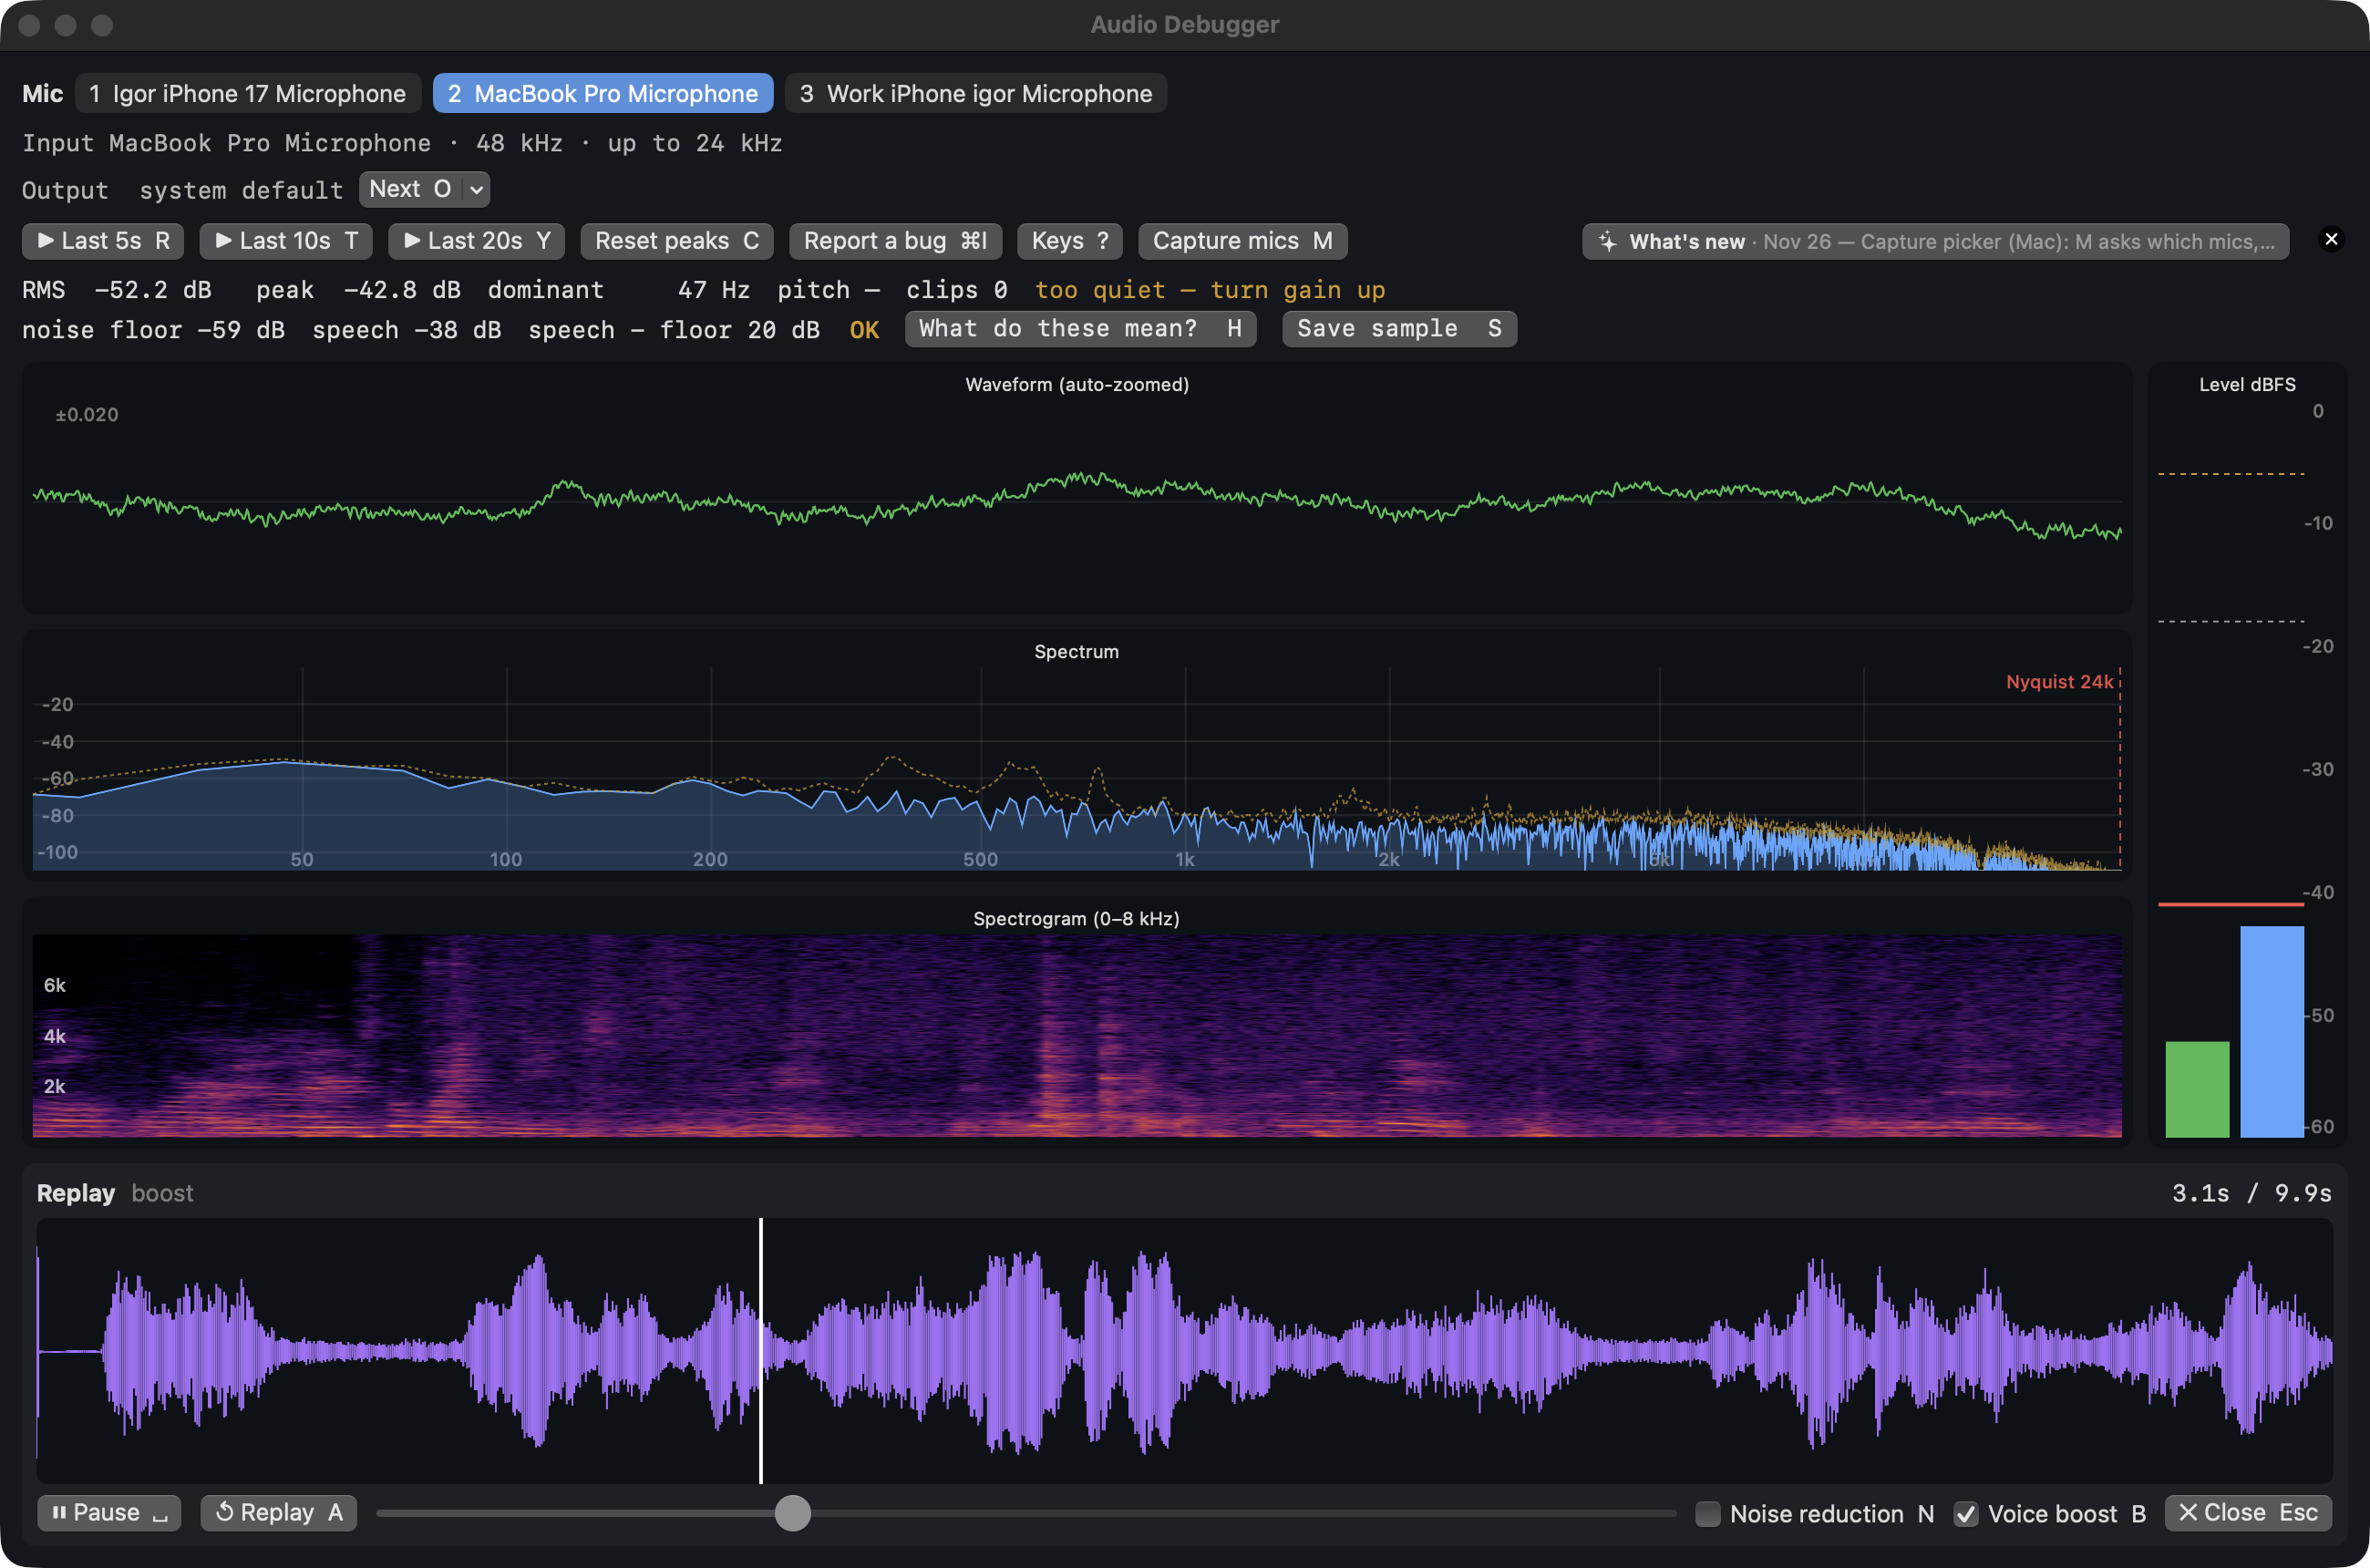 Audio Debugger
Mic 1 Igor iPhone 17 Microphone 2 MacBook Pro Microphone 3 Work iPhone igor Microphone
Input MacBook Pro Microphone · 48 kHz · up to 24 kHz
Output system default Next O
Last 5s R Last 10s T Last 20s Y Reset peaks C Report a bug ⌘I Keys ? Capture mics M What's new · Nov 26 — Capture picker (Mac): M asks which mics,...
RMS −52.2 dB peak −42.8 dB dominant 47 Hz pitch — clips 0 too quiet — turn gain up
noise floor −59 dB speech −38 dB speech − floor 20 dB OK What do these mean? H Save sample S
Waveform (auto-zoomed)
±0.020
Spectrum
Nyquist 24k
-20
-40
-60
-80
-100
50 100 200 500 1k 2k 5k
Spectrogram (0–8 kHz)
6k
4k
2k
Level dBFS
0
-10
-20
-30
-40
-50
-60
Replay boost 3.1s / 9.9s
Pause ⎵ Replay A Noise reduction N Voice boost B Close Esc